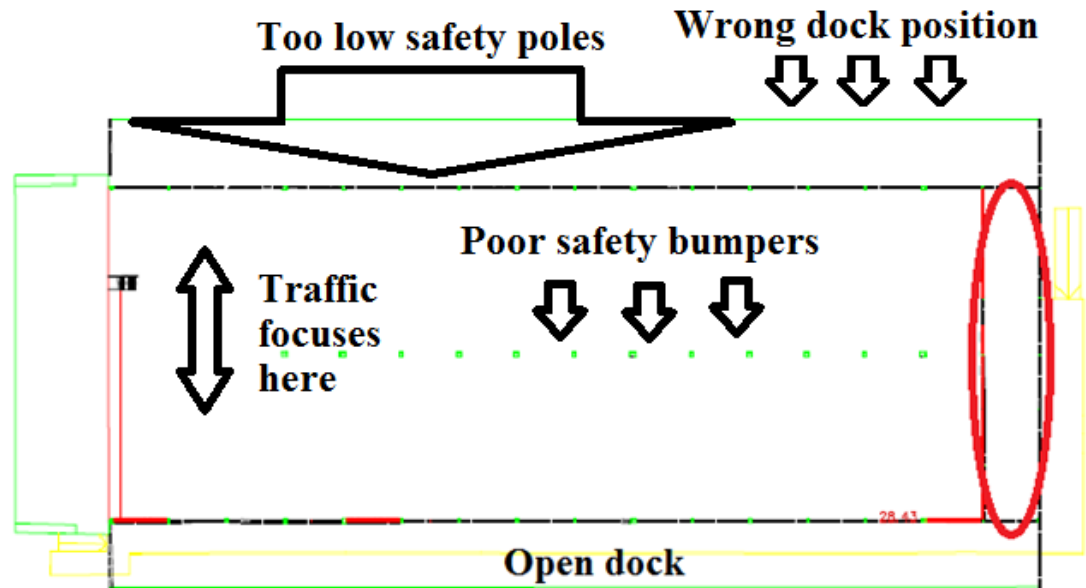 Too low safety poles
Wrong dock position
Poor safety bumpers
Traffic
focuses
here
28.43
Open dock